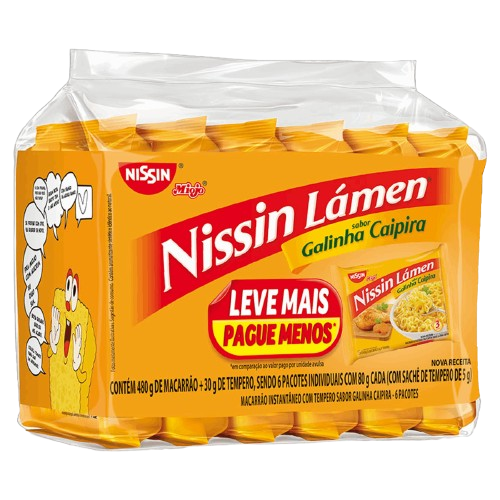 NISSIN
Miojo
Nissin Lámen
sabor
Galinha Caipira
LEVE MAIS
PAGUE MENOS*
*em comparação ao valor pago por unidade avulsa
NISSIN
Nissin Lámen
Galinha Caipira
NOVA RECEITA
CONTÉM 480 g DE MACARRÃO + 30 g DE TEMPERO, SENDO 6 PACOTES INDIVIDUAIS COM 80 g CADA (COM SACHÊ DE TEMPERO DE 5 g)
MACARRÃO INSTANTÂNEO COM TEMPERO SABOR GALINHA CAIPIRA - 6 PACOTES